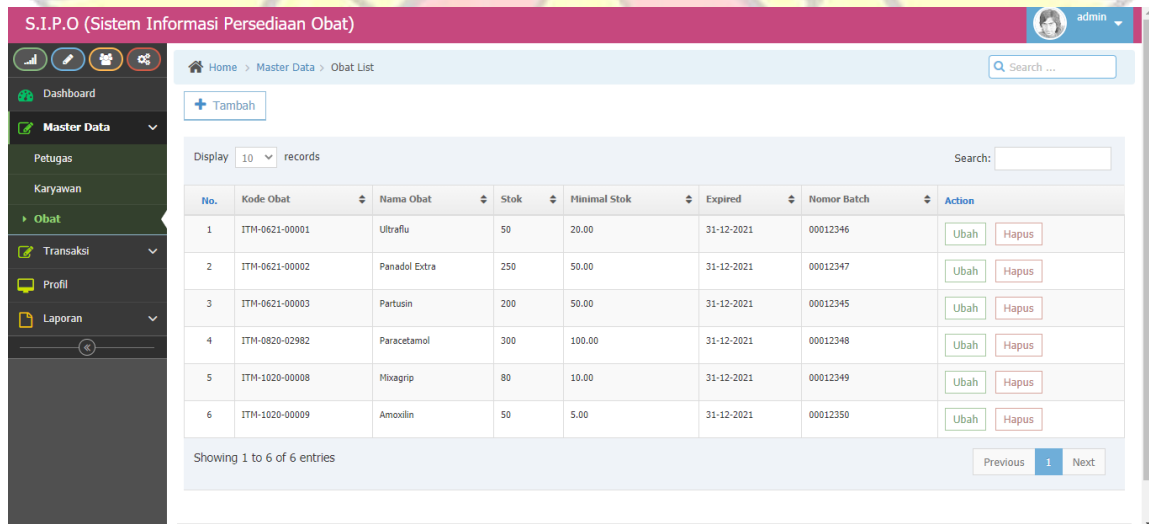 S.I.P.O (Sistem Informasi Persediaan Obat)
admin
Home > Master Data > Obat List
Search ...
Dashboard
Master Data
Petugas
Karyawan
Obat
Transaksi
Profil
Laporan
Tambah
Display 10 records
Search:
No. Kode Obat Nama Obat Stok Minimal Stok Expired Nomor Batch Action
1 ITM-0621-00001 Ultraflu 50 20.00 31-12-2021 00012346 Ubah Hapus
2 ITM-0621-00002 Panadol Extra 250 50.00 31-12-2021 00012347 Ubah Hapus
3 ITM-0621-00003 Partusin 200 50.00 31-12-2021 00012345 Ubah Hapus
4 ITM-0820-02982 Paracetamol 300 100.00 31-12-2021 00012348 Ubah Hapus
5 ITM-1020-00008 Mixagrip 80 10.00 31-12-2021 00012349 Ubah Hapus
6 ITM-1020-00009 Amoxilin 50 5.00 31-12-2021 00012350 Ubah Hapus
Showing 1 to 6 of 6 entries
Previous 1 Next